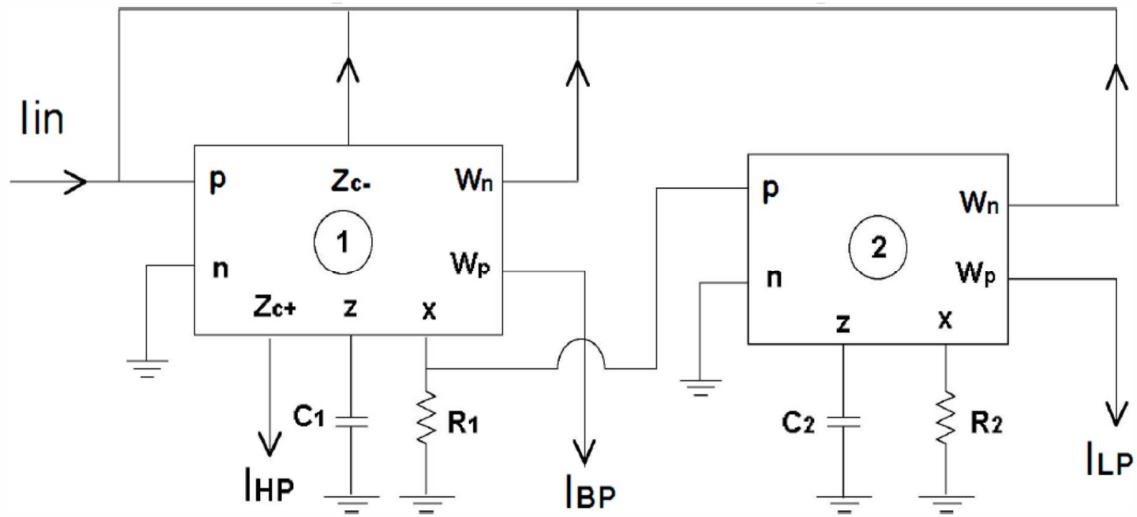 Iin
p
Zc-
Wn
1
n
Wp
Zc+
z
x
C1
R1
IHP
IBP
p
Wn
2
n
Wp
z
x
C2
R2
ILP